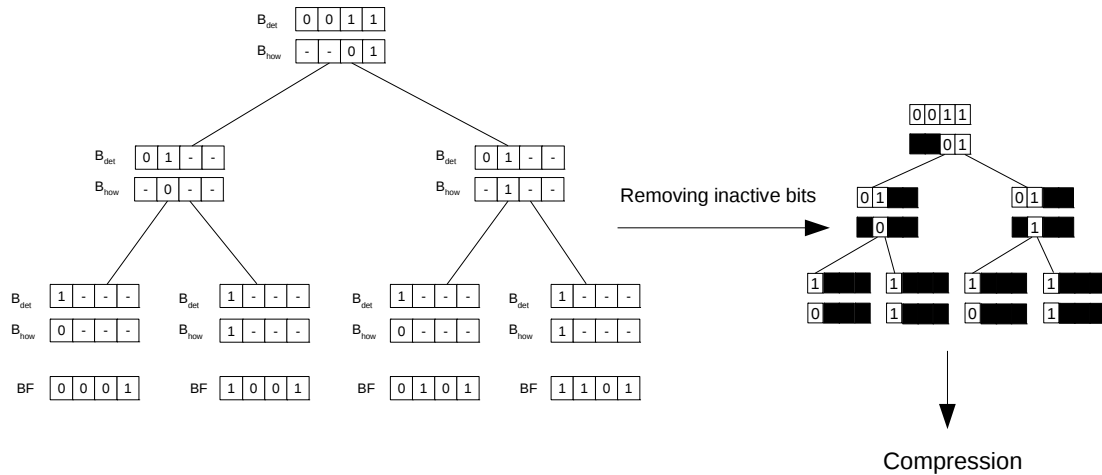 B_det 0 0 1 1
B_how - - 0 1
B_det 0 1 - -
B_how - 0 - -
B_det 0 1 - -
B_how - 1 - -
B_det 1 - - -
B_how 0 - - -
B_det 1 - - -
B_how 1 - - -
B_det 1 - - -
B_how 0 - - -
B_det 1 - - -
B_how 1 - - -
BF 0 0 0 1
BF 1 0 0 1
BF 0 1 0 1
BF 1 1 0 1
Removing inactive bits
0 0 1 1
0 1
0 1
0
0 1
1
1
0
1
1
1
0
1
1
Compression